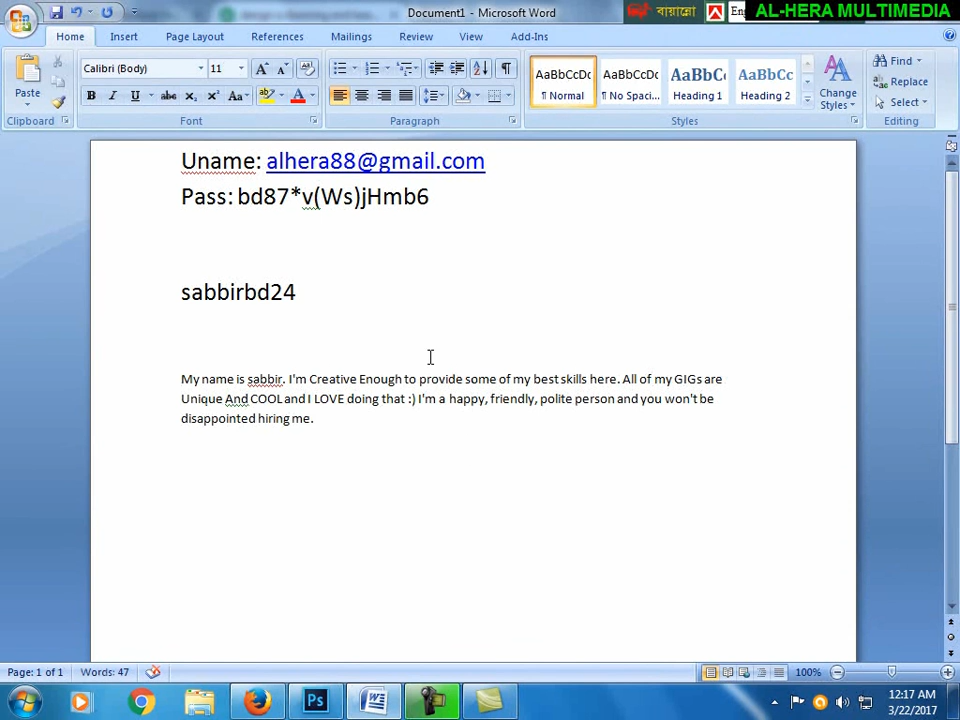 Document1 - Microsoft Word
বায়ান্নো
AL-HERA MULTIMEDIA
Home Insert Page Layout References Mailings Review View Add-Ins
Calibri (Body) 11
AaBbCcDc AaBbCcDc AaBbC AaBbCc
Paste
¶ Normal ¶ No Spaci... Heading 1 Heading 2
Change Styles
Find
Replace
Select
Clipboard Font Paragraph Styles Editing
Uname: alhera88@gmail.com
Pass: bd87*v(Ws)jHmb6
sabbirbd24
My name is sabbir. I'm Creative Enough to provide some of my best skills here. All of my GIGs are
Unique And COOL and I LOVE doing that :) I'm a happy, friendly, polite person and you won't be
disappointed hiring me.
Page: 1 of 1 Words: 47 100%
12:17 AM
3/22/2017